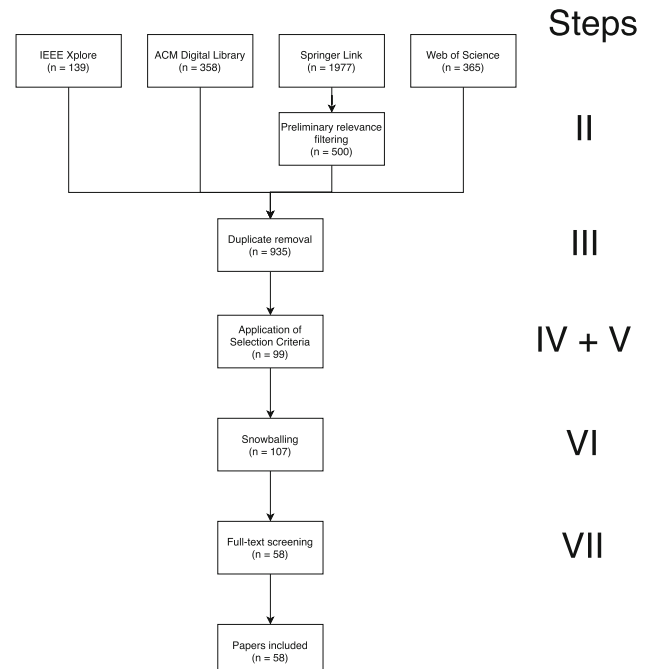 Steps
IEEE Xplore
(n = 139)
ACM Digital Library
(n = 358)
Springer Link
(n = 1977)
Web of Science
(n = 365)
Preliminary relevance
filtering
(n = 500)
II
Duplicate removal
(n = 935)
III
Application of
Selection Criteria
(n = 99)
IV + V
Snowballing
(n = 107)
VI
Full-text screening
(n = 58)
VII
Papers included
(n = 58)